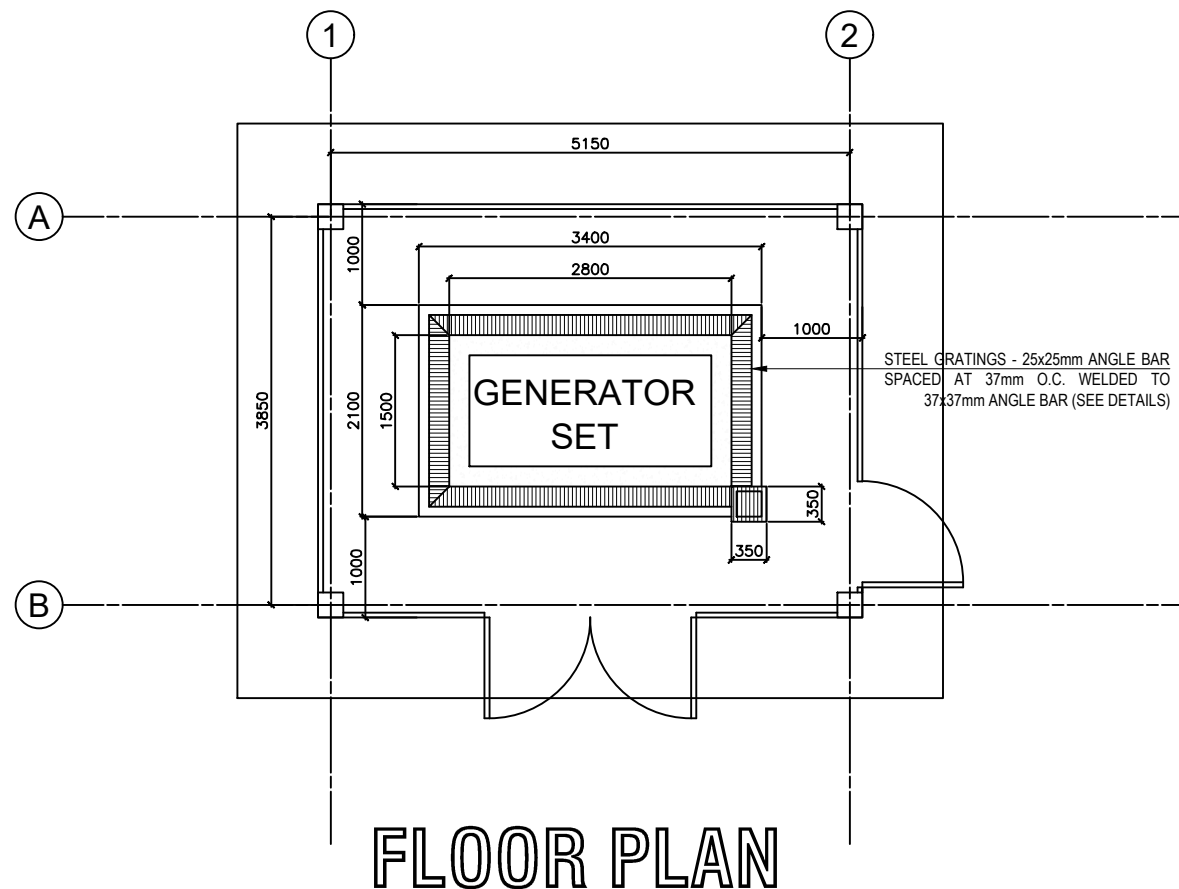 1
2
5150
A
1000
3400
2800
1000
STEEL GRATINGS - 25x25mm ANGLE BAR
SPACED AT 37mm O.C. WELDED TO
37x37mm ANGLE BAR (SEE DETAILS)
3850
2100
1500
GENERATOR
SET
350
350
1000
B
FLOOR PLAN